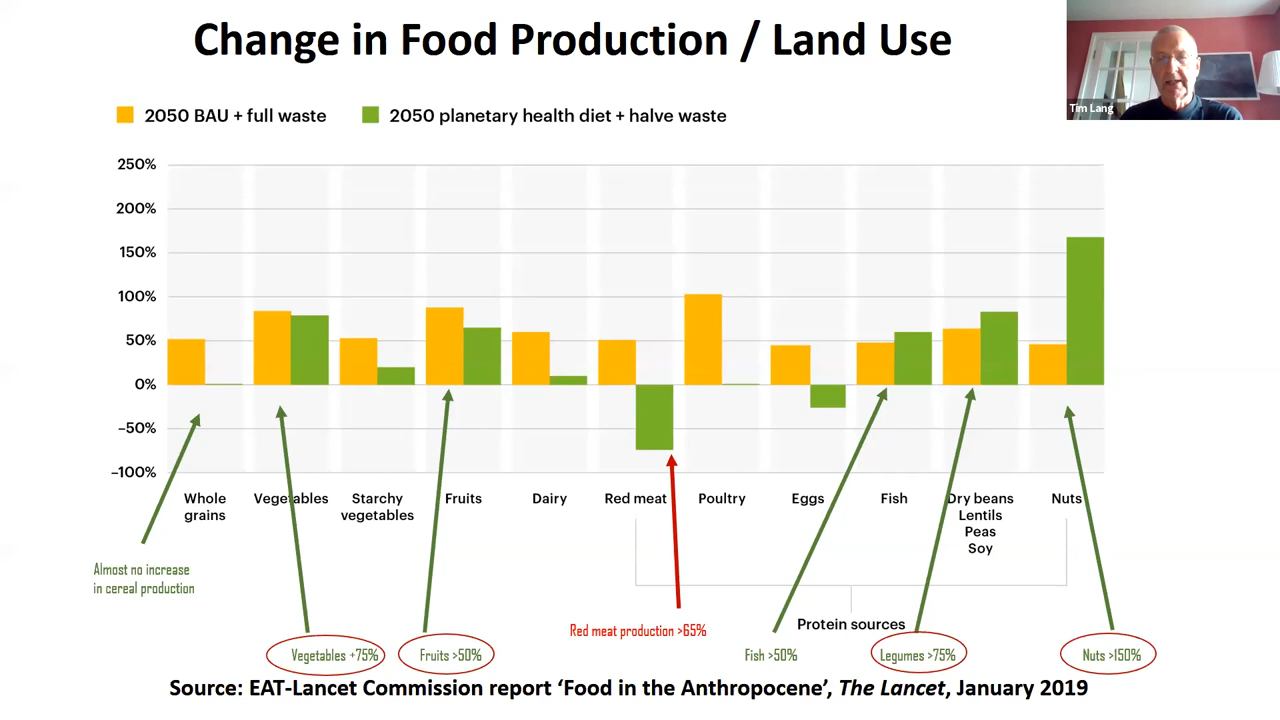 Change in Food Production / Land Use
Tim Lang
2050 BAU + full waste
2050 planetary health diet + halve waste
250%
200%
150%
100%
50%
0%
–50%
–100%
Whole
grains
Vegetables
Starchy
vegetables
Fruits
Dairy
Red meat
Poultry
Eggs
Fish
Dry beans
Lentils
Peas
Soy
Nuts
Almost no increase
in cereal production
Red meat production >65%
Protein sources
Vegetables +75%
Fruits >50%
Fish >50%
Legumes >75%
Nuts >150%
Source: EAT-Lancet Commission report ‘Food in the Anthropocene’, The Lancet, January 2019